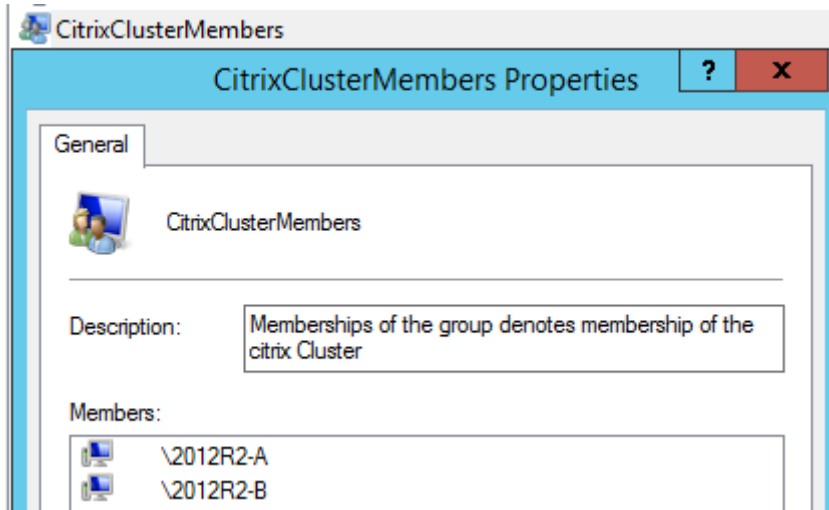 CitrixClusterMembers
CitrixClusterMembers Properties
? x
General
CitrixClusterMembers
Description: Memberships of the group denotes membership of the
citrix Cluster
Members:
\2012R2-A
\2012R2-B